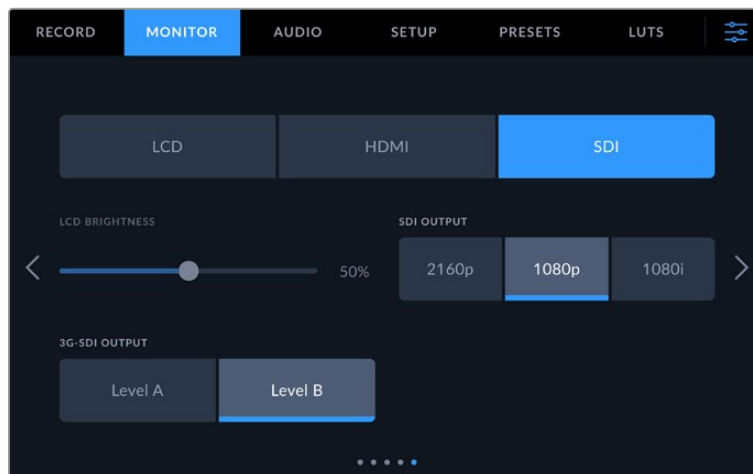 RECORD MONITOR AUDIO SETUP PRESETS LUTS
LCD HDMI SDI
LCD BRIGHTNESS SDI OUTPUT
50% 2160p 1080p 1080i
3G-SDI OUTPUT
Level A Level B